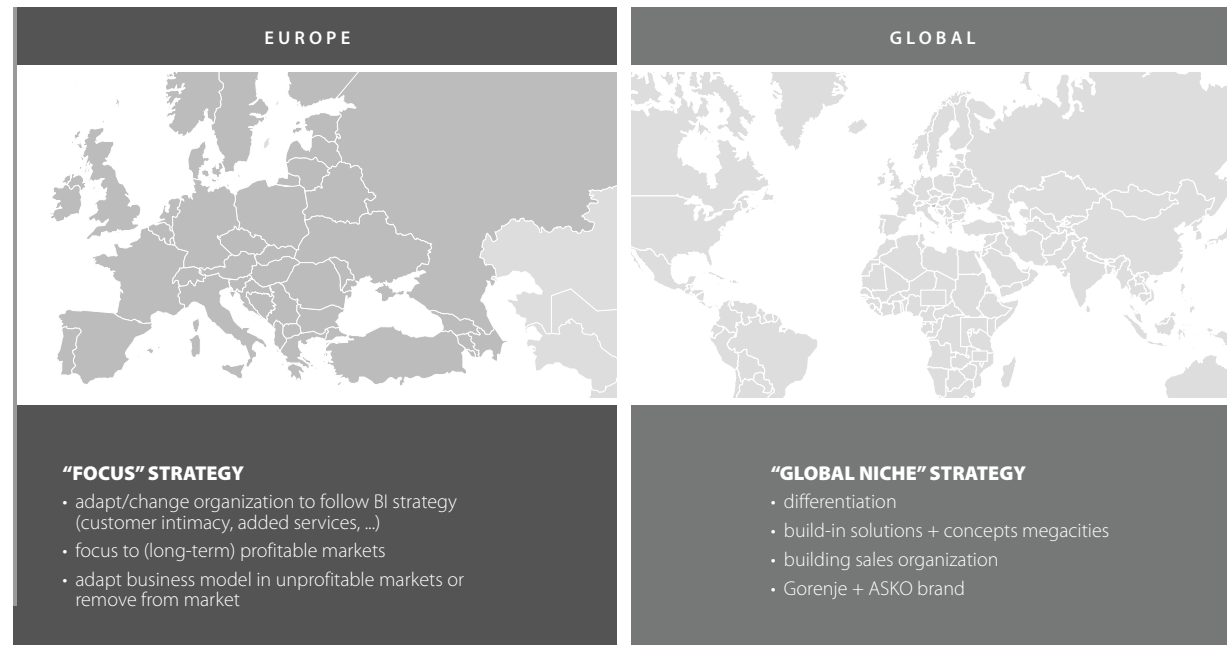 EUROPE
GLOBAL
“FOCUS” STRATEGY
• adapt/change organization to follow BI strategy
(customer intimacy, added services, ...)
• focus to (long-term) profitable markets
• adapt business model in unprofitable markets or
remove from market
“GLOBAL NICHE” STRATEGY
• differentiation
• build-in solutions + concepts megacities
• building sales organization
• Gorenje + ASKO brand